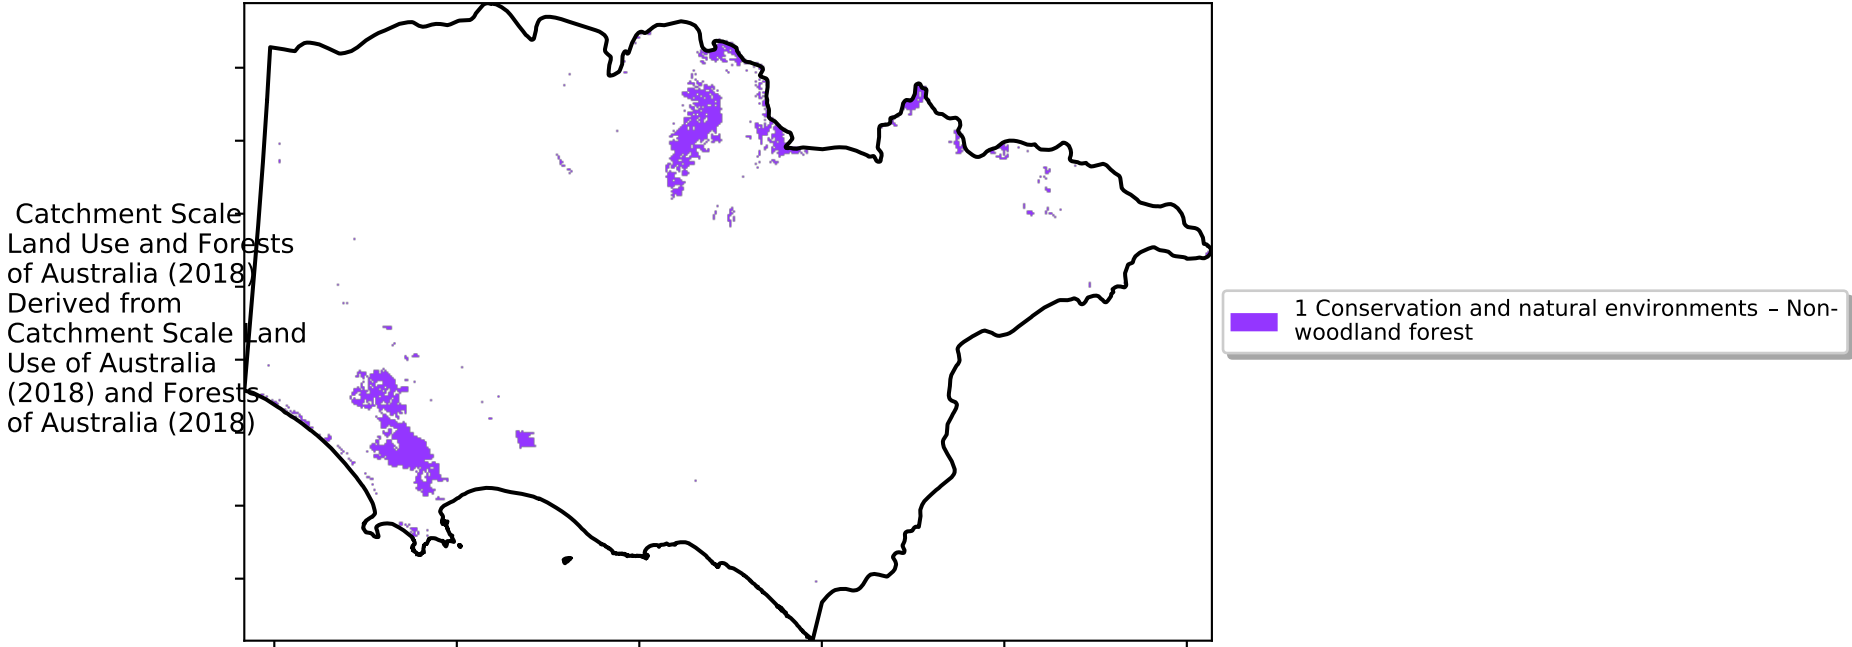 Catchment Scale
Land Use and Forests
of Australia (2018)
Derived from
Catchment Scale Land
Use of Australia
(2018) and Forests
of Australia (2018)
1 Conservation and natural environments – Non-
woodland forest